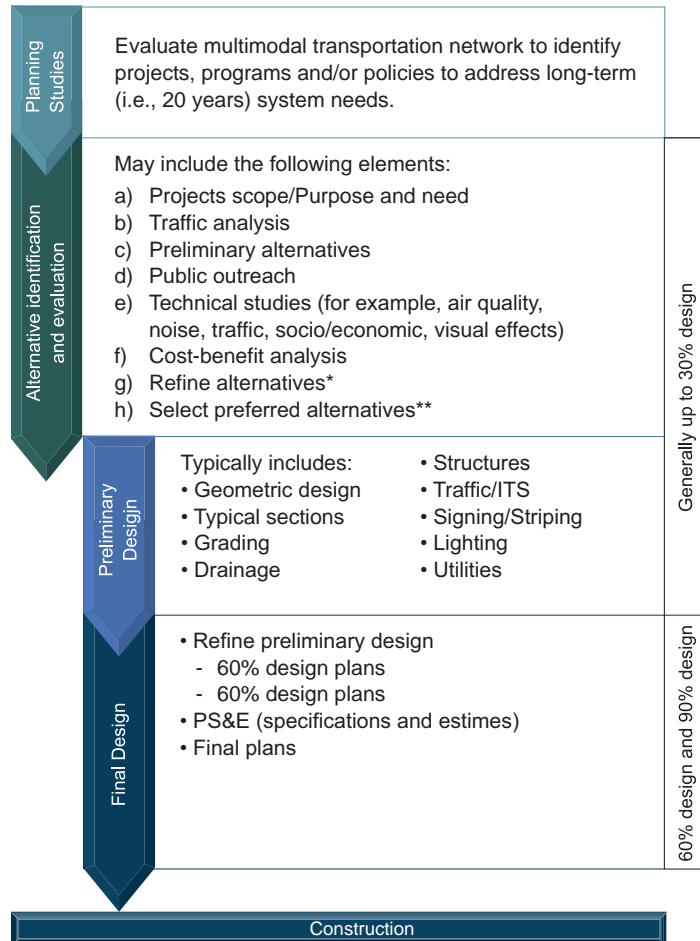 Planning
Studies
Evaluate multimodal transportation network to identify
projects, programs and/or policies to address long-term
(i.e., 20 years) system needs.
Alternative identification
and evaluation
May include the following elements:
a) Projects scope/Purpose and need
b) Traffic analysis
c) Preliminary alternatives
d) Public outreach
e) Technical studies (for example, air quality,
noise, traffic, socio/economic, visual effects)
f) Cost-benefit analysis
g) Refine alternatives*
h) Select preferred alternatives**
Generally up to 30% design
Preliminary
Desigjn
Typically includes:
• Geometric design
• Typical sections
• Grading
• Drainage
• Structures
• Traffic/ITS
• Signing/Striping
• Lighting
• Utilities
Final Design
• Refine preliminary design
- 60% design plans
- 60% design plans
• PS&E (specifications and estimes)
• Final plans
60% design and 90% design
Construction